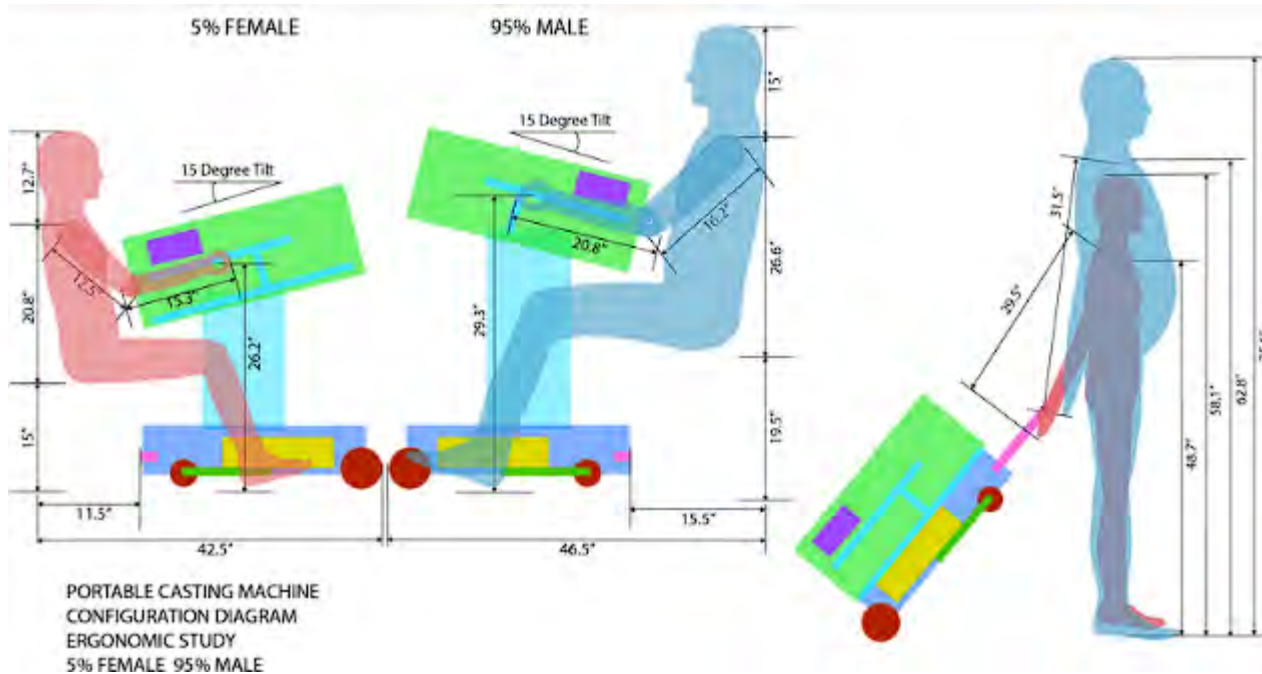 5% FEMALE
95% MALE
15 Degree Tilt
15 Degree Tilt
12.7"
20.8"
15"
12.5"
15.3"
26.2"
11.5"
42.5"
15"
26.6"
19.5"
16.2"
20.8"
29.3"
15.5"
46.5"
31.5"
29.5"
48.7"
58.1"
62.8"
PORTABLE CASTING MACHINE
CONFIGURATION DIAGRAM
ERGONOMIC STUDY
5% FEMALE 95% MALE